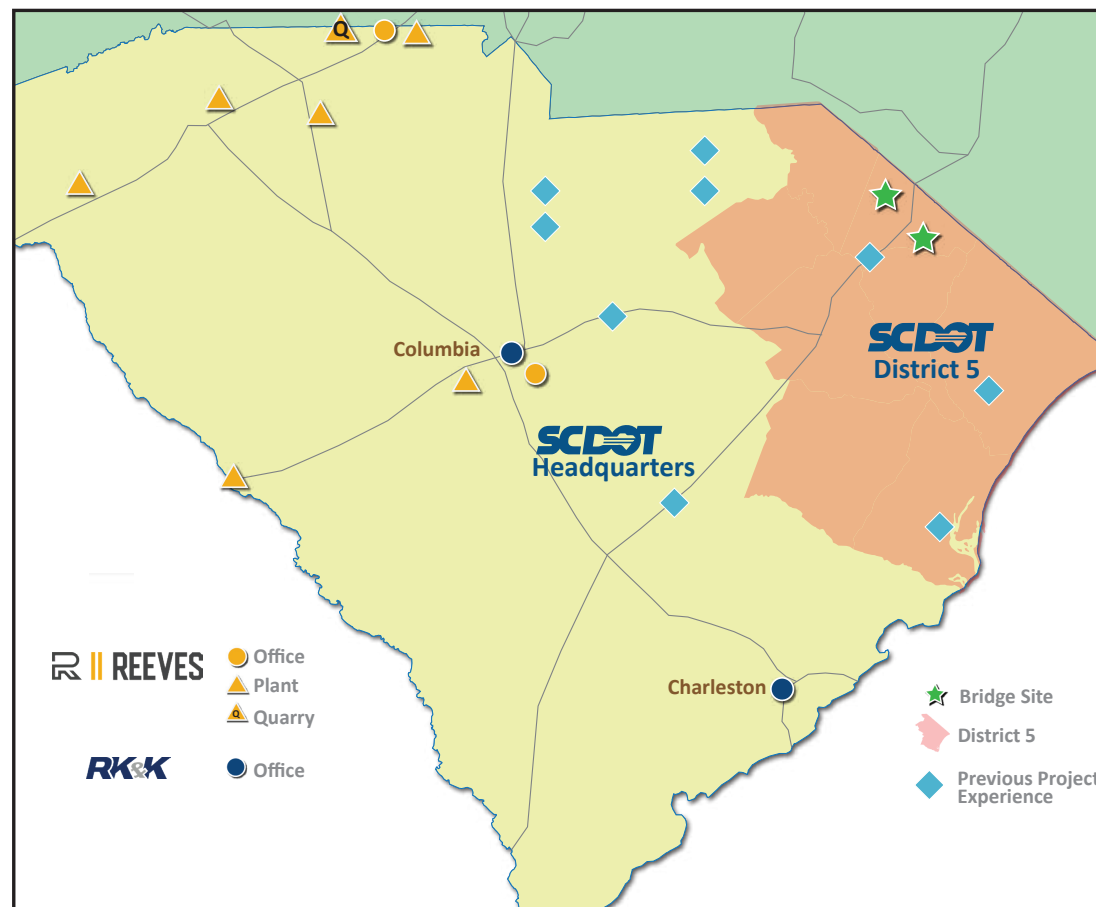 Q
Columbia
SCDOT
District 5
SCDOT
Headquarters
REEVES
Office
Plant
Q Quarry
RK&K
Office
Charleston
Bridge Site
District 5
Previous Project
Experience